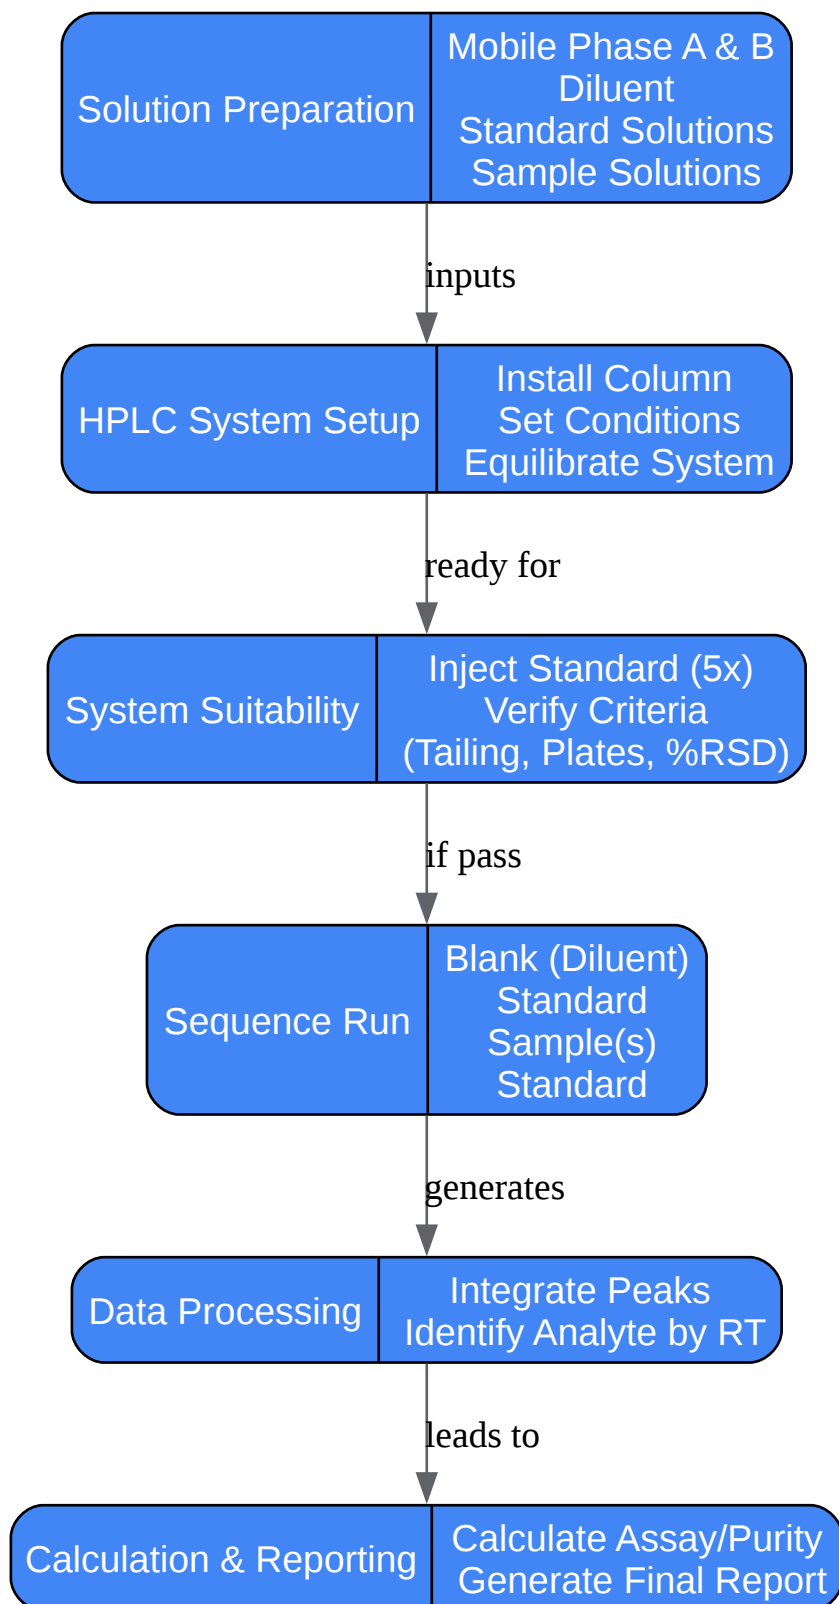 Solution Preparation
Mobile Phase A & B
Diluent
Standard Solutions
Sample Solutions
inputs
HPLC System Setup
Install Column
Set Conditions
Equilibrate System
ready for
System Suitability
Inject Standard (5x)
Verify Criteria
(Tailing, Plates, %RSD)
if pass
Sequence Run
Blank (Diluent)
Standard
Sample(s)
Standard
generates
Data Processing
Integrate Peaks
Identify Analyte by RT
leads to
Calculation & Reporting
Calculate Assay/Purity
Generate Final Report